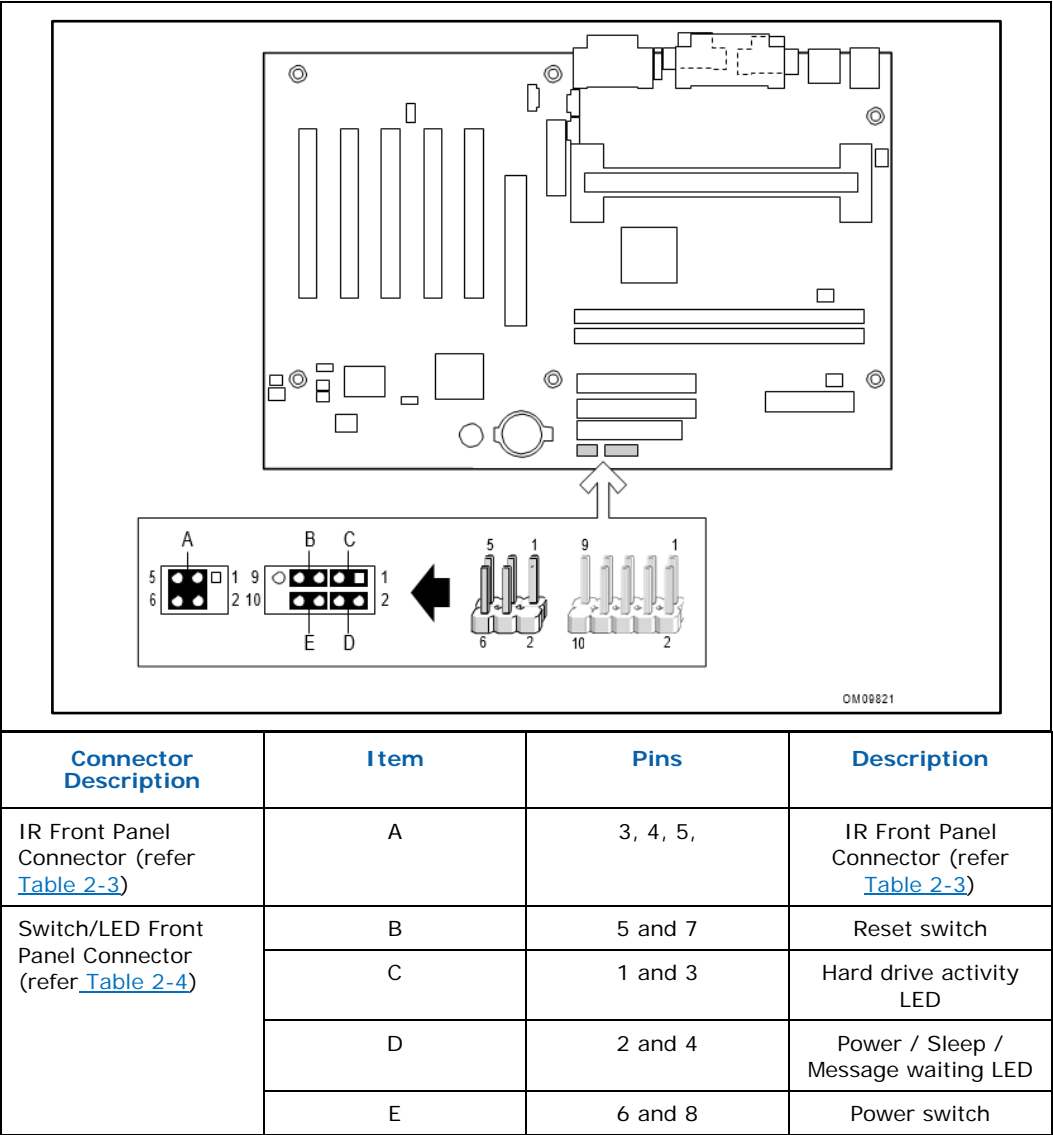 A
B
C
5
1
9
1
6
2
10
2
E
D
5
1
9
1
6
2
10
2
OM09821
Connector
Description
Item
Pins
Description
IR Front Panel
Connector (refer
Table 2-3)
A
3, 4, 5,
IR Front Panel
Connector (refer
Table 2-3)
Switch/LED Front
Panel Connector
(refer Table 2-4)
B
5 and 7
Reset switch
C
1 and 3
Hard drive activity
LED
D
2 and 4
Power / Sleep /
Message waiting LED
E
6 and 8
Power switch